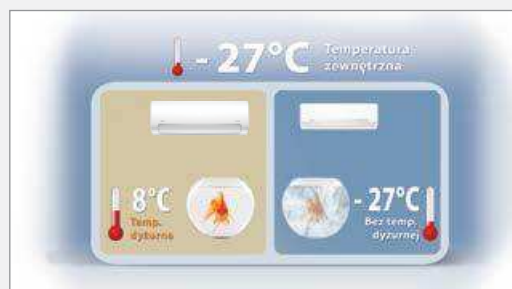 - 27°C
Temperatura
zewnętrzna
8°C
Temp.
dyżurna
- 27°C
Bez temp.
dyżurnej